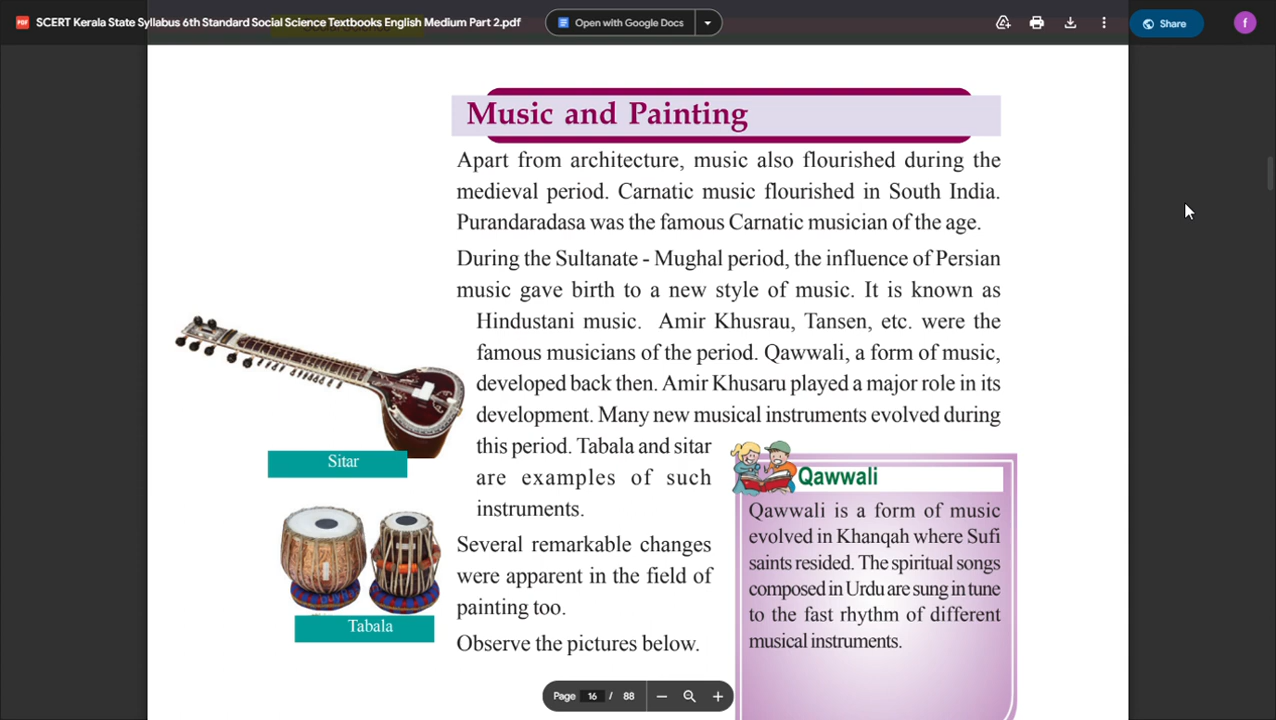 SCERT Kerala State Syllabus 6th Standard Social Science Textbooks English Medium Part 2.pdf
Open with Google Docs
Share
f
Music and Painting
Apart from architecture, music also flourished during the
medieval period. Carnatic music flourished in South India.
Purandaradasa was the famous Carnatic musician of the age.
During the Sultanate - Mughal period, the influence of Persian
music gave birth to a new style of music. It is known as
Hindustani music. Amir Khusrau, Tansen, etc. were the
famous musicians of the period. Qawwali, a form of music,
developed back then. Amir Khusaru played a major role in its
development. Many new musical instruments evolved during
this period. Tabala and sitar
are examples of such
instruments.
Sitar
Several remarkable changes
were apparent in the field of
painting too.
Observe the pictures below.
Tabala
Qawwali
Qawwali is a form of music
evolved in Khanqah where Sufi
saints resided. The spiritual songs
composed in Urdu are sung in tune
to the fast rhythm of different
musical instruments.
Page 16 / 88